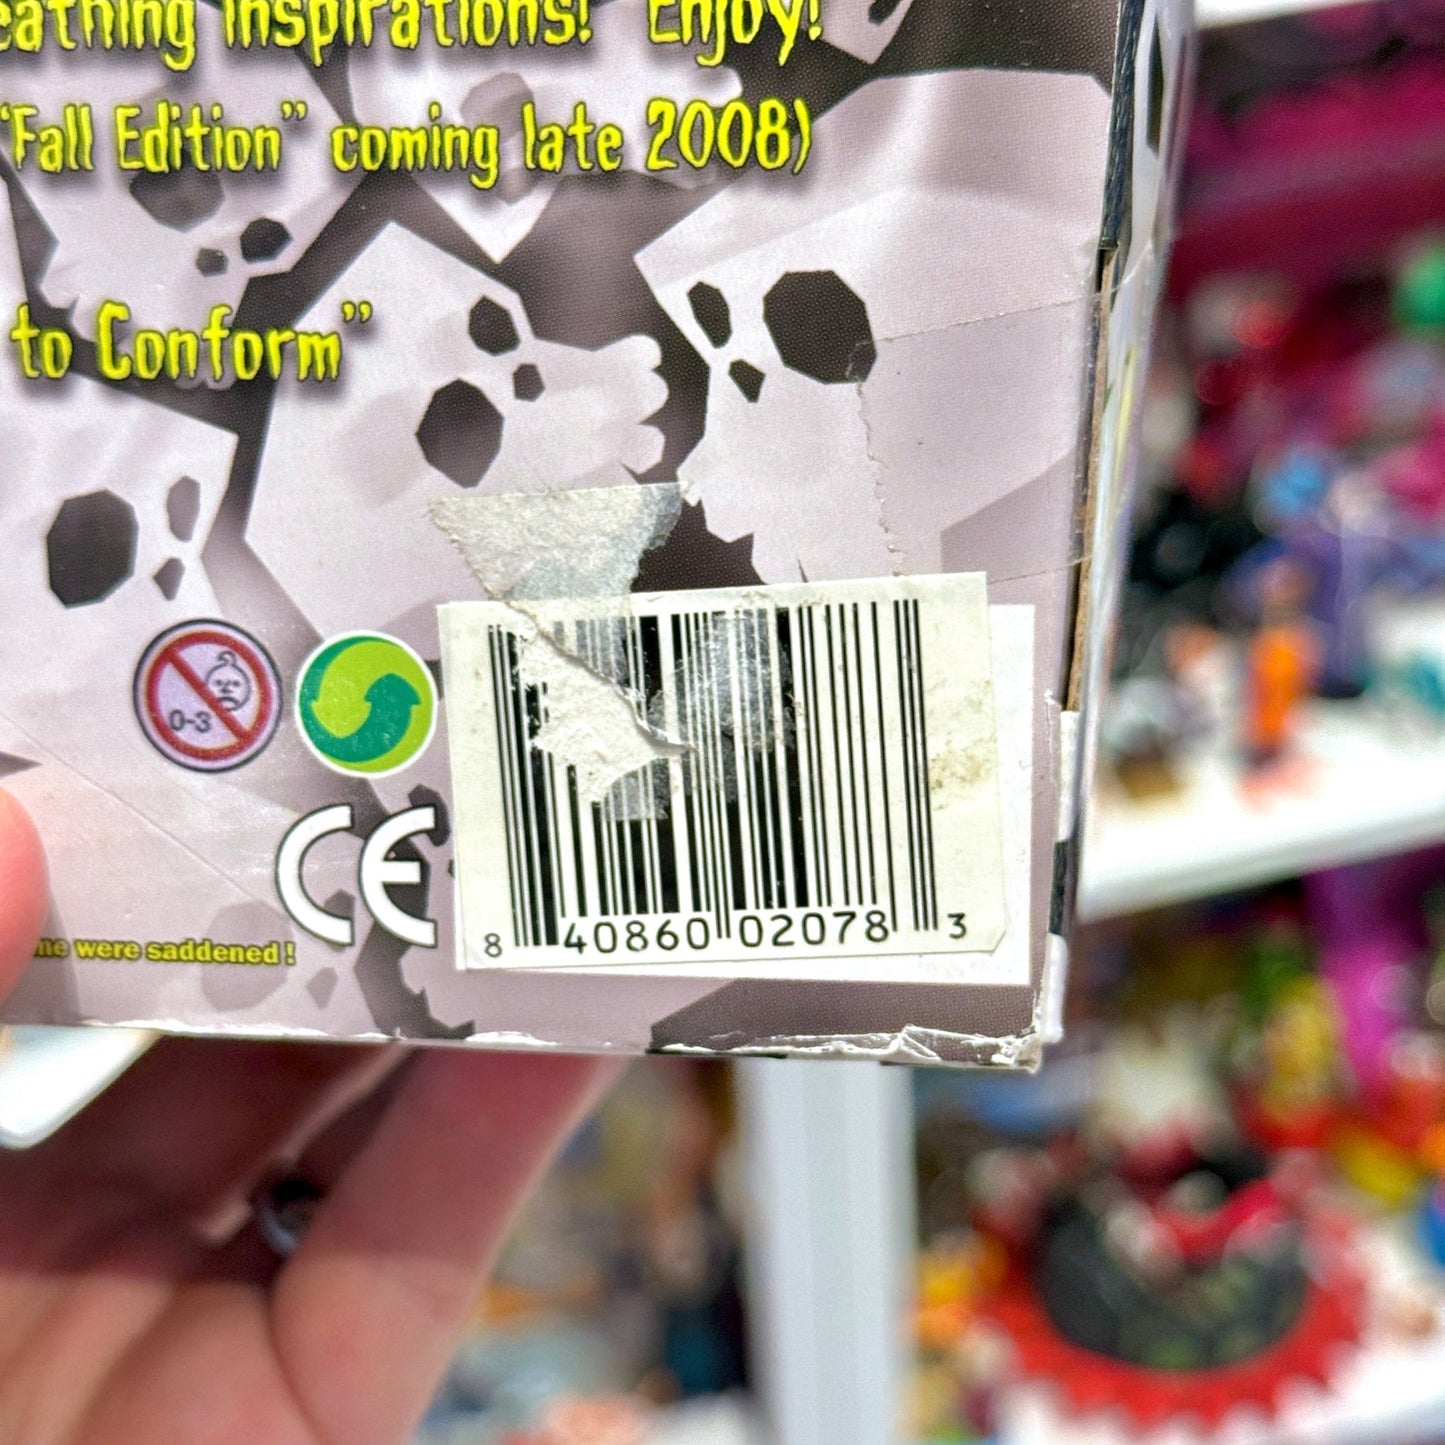 eathing inspirations! Enjoy!
"Fall Edition" coming late 2008)
to Conform"
0-3
CE
me were saddened !
8 40860 02078 3